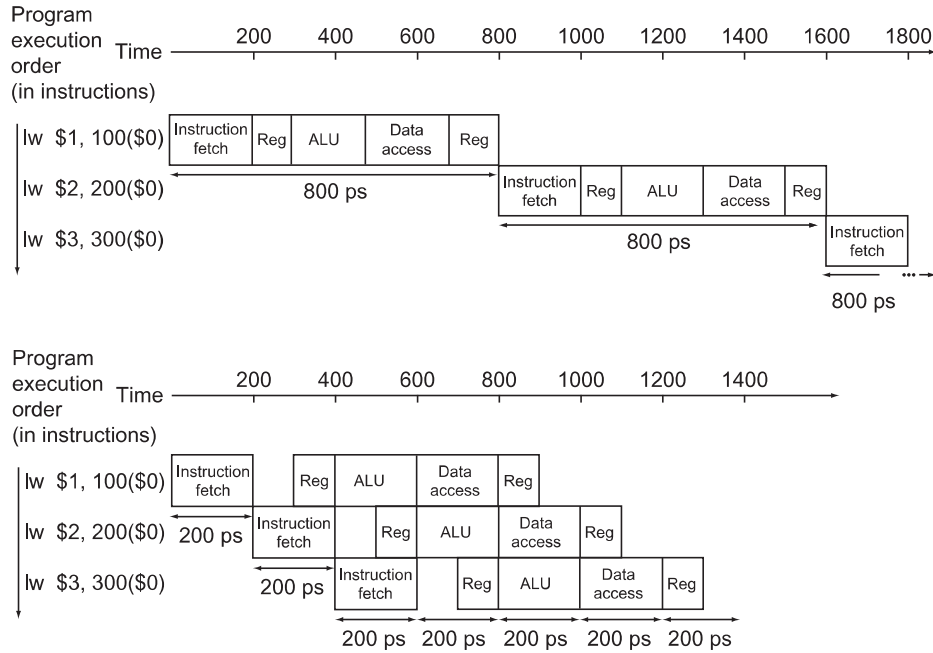 Program
execution
order
(in instructions)
Time
200 400 600 800 1000 1200 1400 1600 1800
lw $1, 100($0)
Instruction
fetch
Reg
ALU
Data
access
Reg
800 ps
lw $2, 200($0)
Instruction
fetch
Reg
ALU
Data
access
Reg
800 ps
lw $3, 300($0)
Instruction
fetch
...
800 ps
Program
execution
order
(in instructions)
Time
200 400 600 800 1000 1200 1400
lw $1, 100($0)
Instruction
fetch
Reg
ALU
Data
access
Reg
200 ps
lw $2, 200($0)
Instruction
fetch
Reg
ALU
Data
access
Reg
200 ps
lw $3, 300($0)
Instruction
fetch
Reg
ALU
Data
access
Reg
200 ps 200 ps 200 ps 200 ps 200 ps